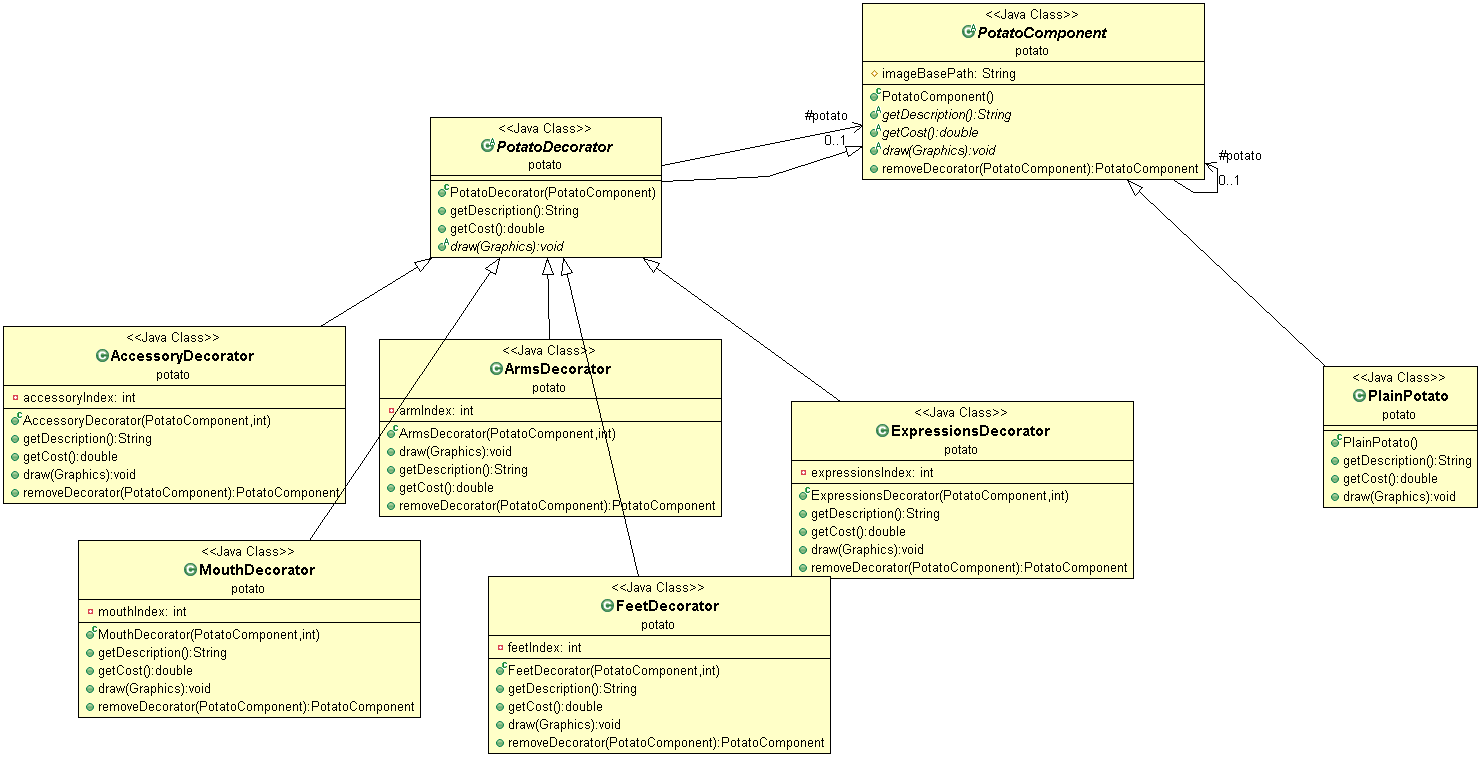 <<Java Class>>
PotatoComponent
potato
imageBasePath: String
PotatoComponent()
getDescription():String
getCost():double
draw(Graphics):void
removeDecorator(PotatoComponent):PotatoComponent
#potato
0..1
#potato
0..1
<<Java Class>>
PotatoDecorator
potato
PotatoDecorator(PotatoComponent)
getDescription():String
getCost():double
draw(Graphics):void
<<Java Class>>
AccessoryDecorator
potato
accessoryIndex: int
AccessoryDecorator(PotatoComponent,int)
getDescription():String
getCost():double
draw(Graphics):void
removeDecorator(PotatoComponent):PotatoComponent
<<Java Class>>
ArmsDecorator
potato
armIndex: int
ArmsDecorator(PotatoComponent,int)
draw(Graphics):void
getDescription():String
getCost():double
removeDecorator(PotatoComponent):PotatoComponent
<<Java Class>>
ExpressionsDecorator
potato
expressionsIndex: int
ExpressionsDecorator(PotatoComponent,int)
getDescription():String
getCost():double
draw(Graphics):void
removeDecorator(PotatoComponent):PotatoComponent
<<Java Class>>
PlainPotato
potato
PlainPotato()
getDescription():String
getCost():double
draw(Graphics):void
<<Java Class>>
MouthDecorator
potato
mouthIndex: int
MouthDecorator(PotatoComponent,int)
getDescription():String
getCost():double
draw(Graphics):void
removeDecorator(PotatoComponent):PotatoComponent
<<Java Class>>
FeetDecorator
potato
feetIndex: int
FeetDecorator(PotatoComponent,int)
getDescription():String
getCost():double
draw(Graphics):void
removeDecorator(PotatoComponent):PotatoComponent